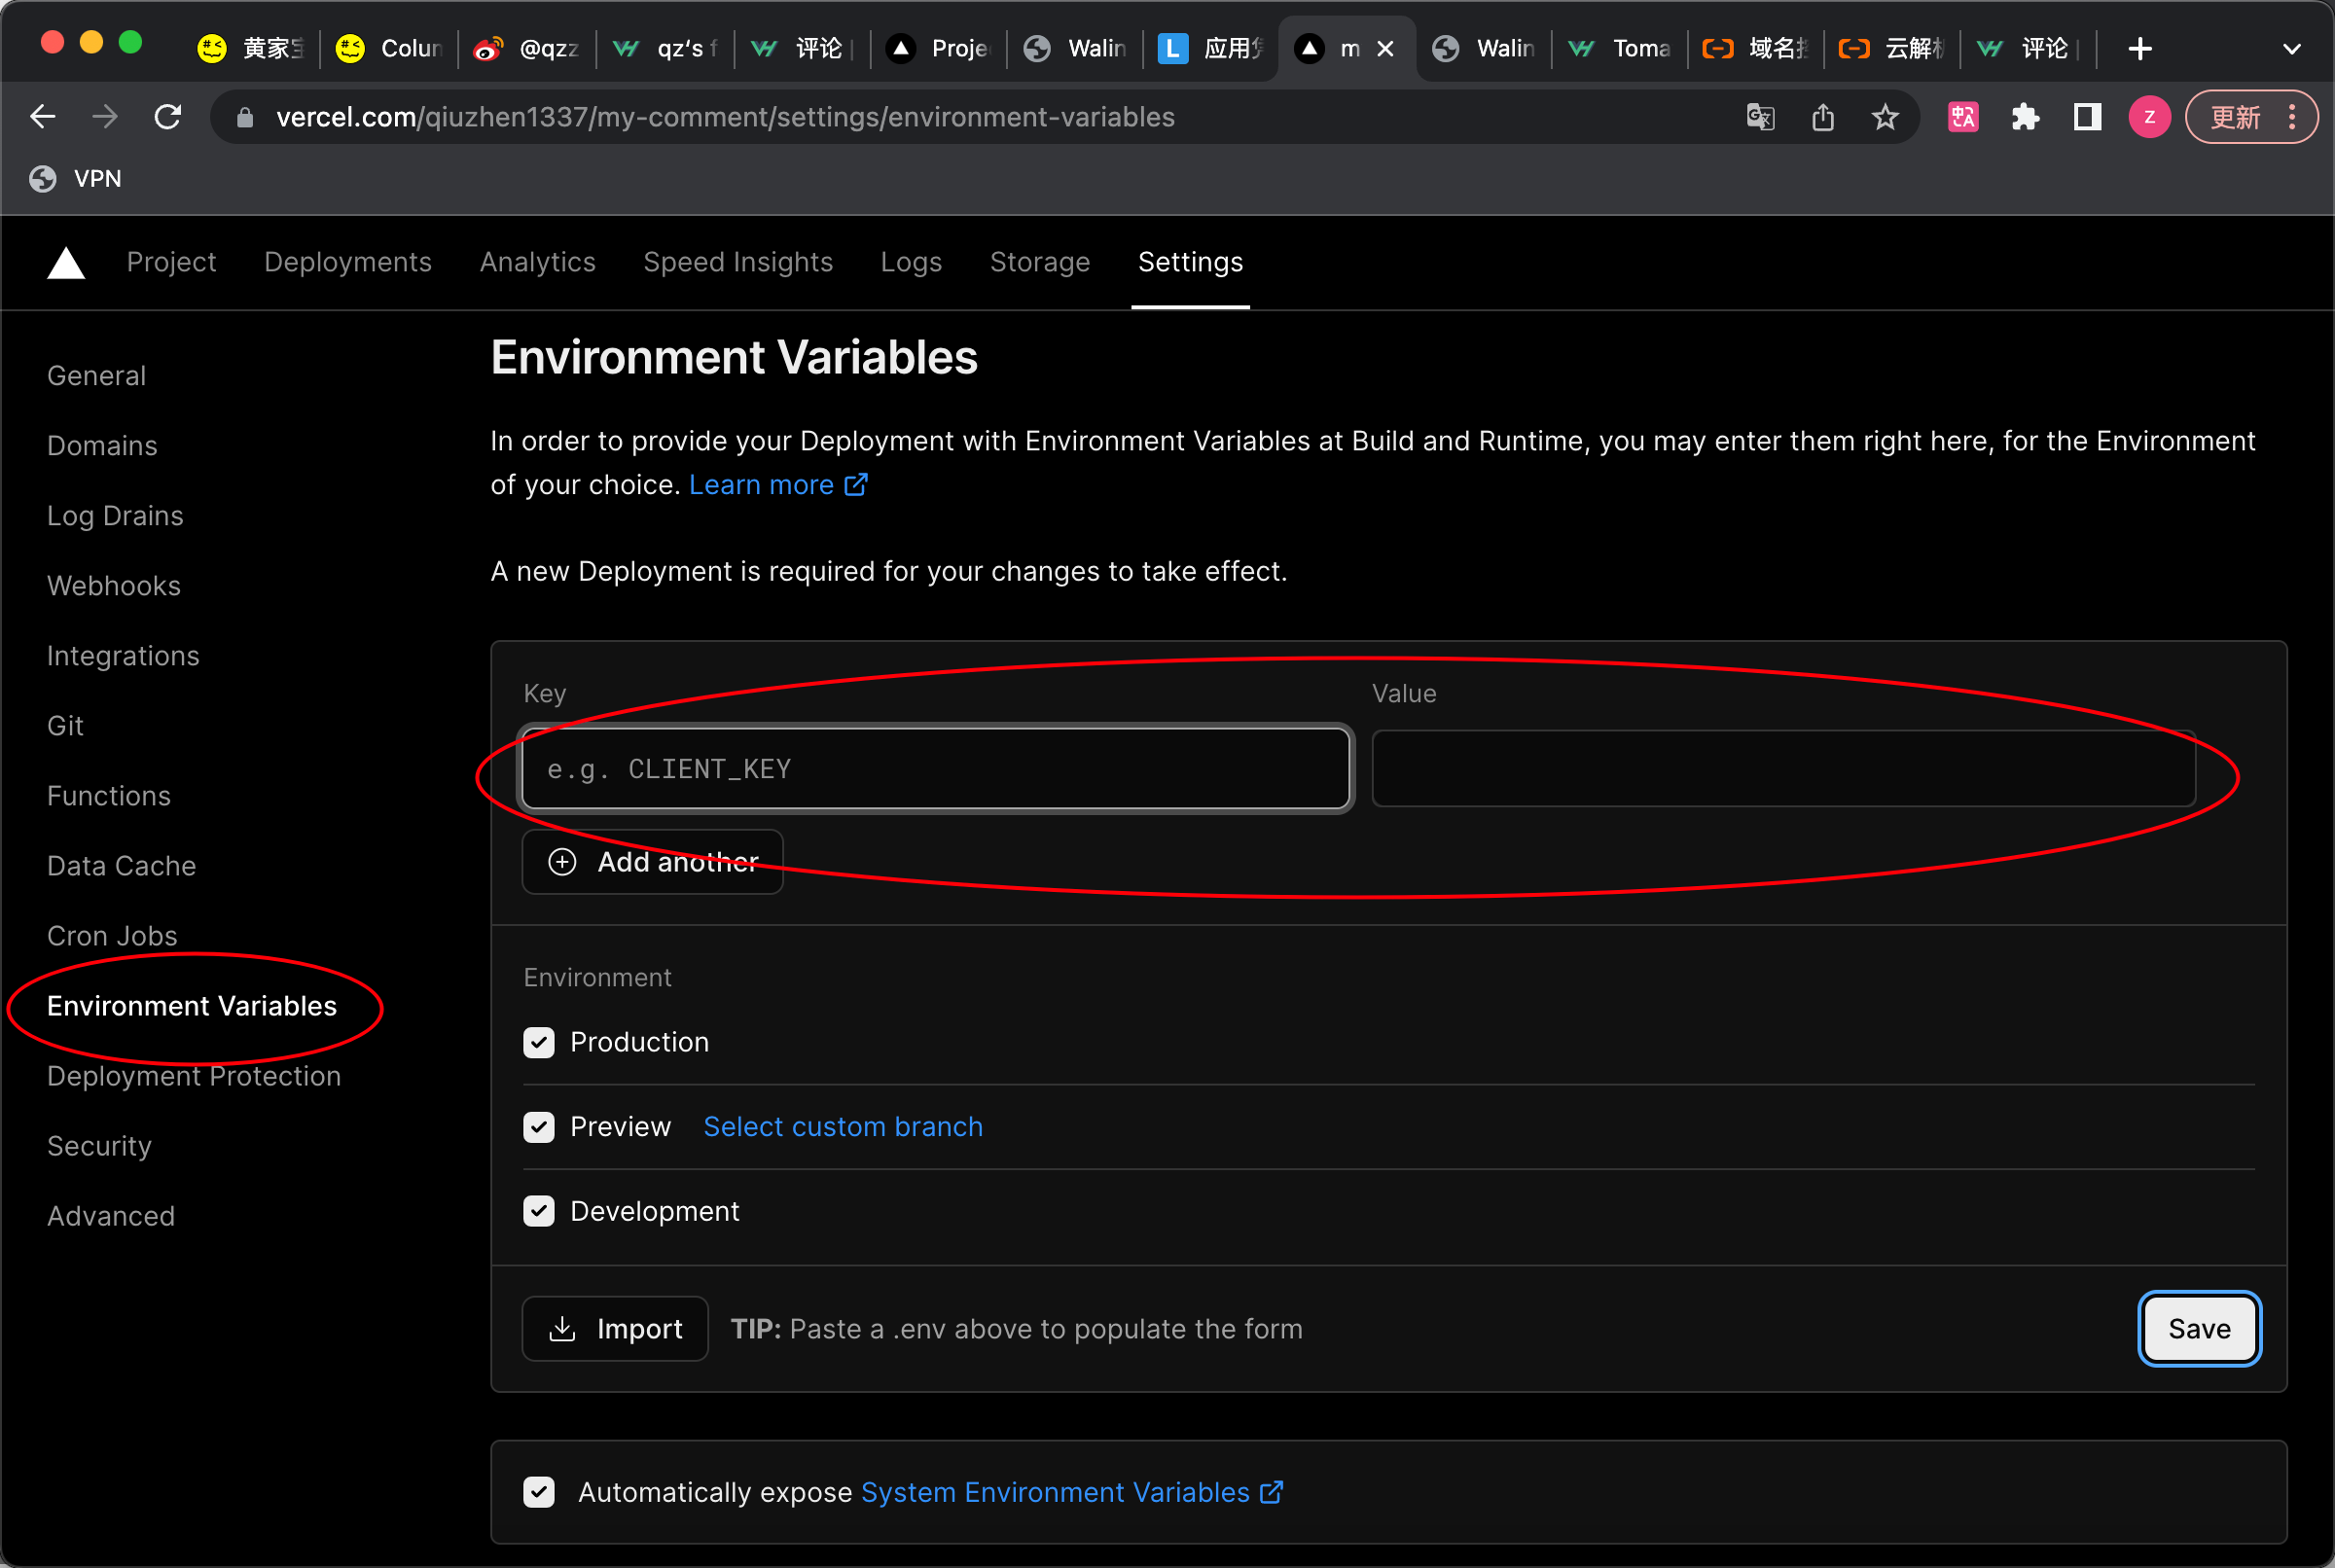 黄家
Colun
@qzz
qz‘s f
评论
Proje
Walin
L
应用
m
Walin
Toma
域名
云解
评论
vercel.com/qiuzhen1337/my-comment/settings/environment-variables
Z
更新
VPN
Project
Deployments
Analytics
Speed Insights
Logs
Storage
Settings
General
Domains
Log Drains
Webhooks
Integrations
Git
Functions
Data Cache
Cron Jobs
Environment Variables
Deployment Protection
Security
Advanced
Environment Variables
In order to provide your Deployment with Environment Variables at Build and Runtime, you may enter them right here, for the Environment
of your choice. Learn more
A new Deployment is required for your changes to take effect.
Key
Value
e.g. CLIENT_KEY
Add another
Environment
Production
Preview
Select custom branch
Development
Import
TIP: Paste a .env above to populate the form
Save
Automatically expose System Environment Variables